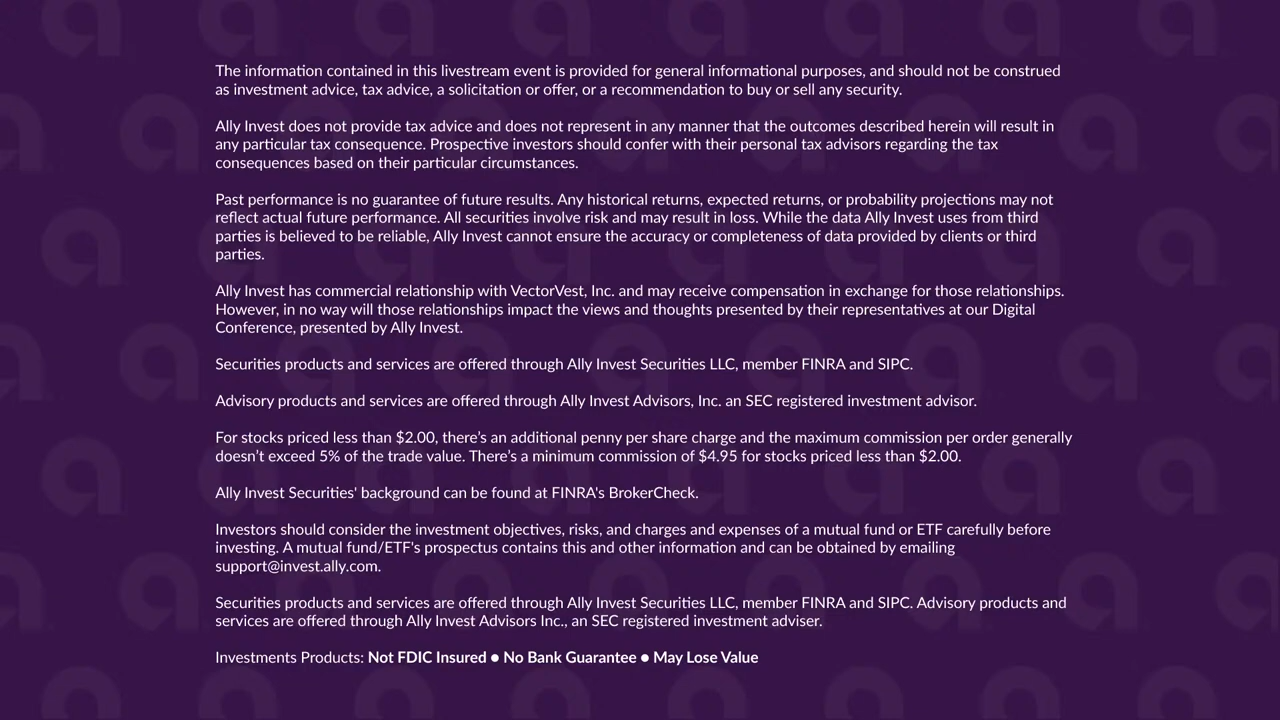 The information contained in this livestream event is provided for general informational purposes, and should not be construed
as investment advice, tax advice, a solicitation or offer, or a recommendation to buy or sell any security.
Ally Invest does not provide tax advice and does not represent in any manner that the outcomes described herein will result in
any particular tax consequence. Prospective investors should confer with their personal tax advisors regarding the tax
consequences based on their particular circumstances.
Past performance is no guarantee of future results. Any historical returns, expected returns, or probability projections may not
reflect actual future performance. All securities involve risk and may result in loss. While the data Ally Invest uses from third
parties is believed to be reliable, Ally Invest cannot ensure the accuracy or completeness of data provided by clients or third
parties.
Ally Invest has commercial relationship with VectorVest, Inc. and may receive compensation in exchange for those relationships.
However, in no way will those relationships impact the views and thoughts presented by their representatives at our Digital
Conference, presented by Ally Invest.
Securities products and services are offered through Ally Invest Securities LLC, member FINRA and SIPC.
Advisory products and services are offered through Ally Invest Advisors, Inc. an SEC registered investment advisor.
For stocks priced less than $2.00, there’s an additional penny per share charge and the maximum commission per order generally
doesn’t exceed 5% of the trade value. There’s a minimum commission of $4.95 for stocks priced less than $2.00.
Ally Invest Securities' background can be found at FINRA's BrokerCheck.
Investors should consider the investment objectives, risks, and charges and expenses of a mutual fund or ETF carefully before
investing. A mutual fund/ETF's prospectus contains this and other information and can be obtained by emailing
support@invest.ally.com.
Securities products and services are offered through Ally Invest Securities LLC, member FINRA and SIPC. Advisory products and
services are offered through Ally Invest Advisors Inc., an SEC registered investment adviser.
Investments Products: Not FDIC Insured ● No Bank Guarantee ● May Lose Value